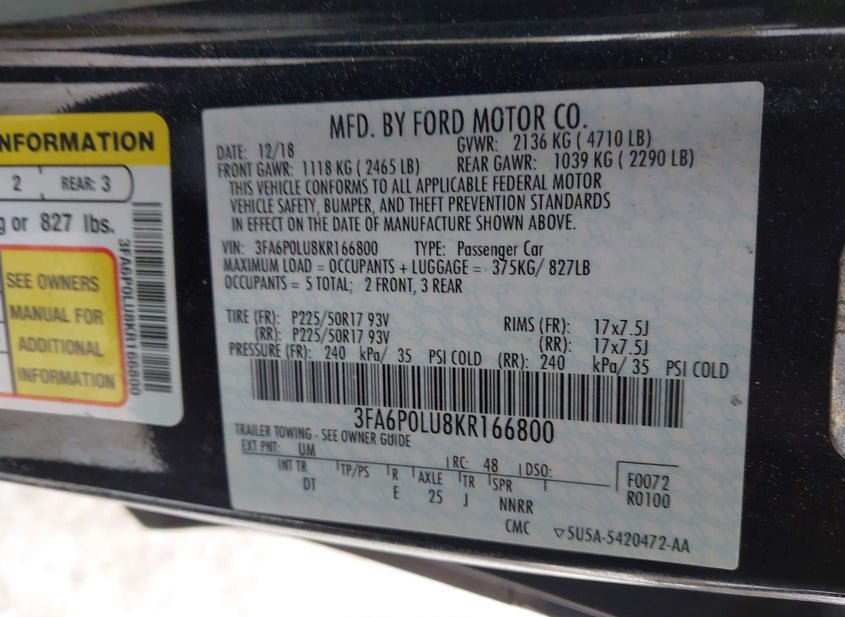 NFORMATION
2 REAR: 3
g or 827 lbs.
SEE OWNERS
MANUAL FOR
ADDITIONAL
INFORMATION
3FA6P0LU8KR166800
MFD. BY FORD MOTOR CO.
DATE: 12/18 GVWR: 2136 KG ( 4710 LB)
FRONT GAWR: 1118 KG ( 2465 LB) REAR GAWR: 1039 KG ( 2290 LB)
THIS VEHICLE CONFORMS TO ALL APPLICABLE FEDERAL MOTOR
VEHICLE SAFETY, BUMPER, AND THEFT PREVENTION STANDARDS
IN EFFECT ON THE DATE OF MANUFACTURE SHOWN ABOVE.
VIN: 3FA6P0LU8KR166800 TYPE: Passenger Car
MAXIMUM LOAD = OCCUPANTS + LUGGAGE = 375KG/ 827LB
OCCUPANTS = 5 TOTAL; 2 FRONT, 3 REAR
TIRE (FR): P225/50R17 93V RIMS (FR): 17x7.5J
(RR): P225/50R17 93V (RR): 17x7.5J
PRESSURE (FR): 240 kPa/ 35 PSI COLD (RR): 240 kPa/ 35 PSI COLD
3FA6P0LU8KR166800
TRAILER TOWING - SEE OWNER GUIDE
EXT PNT: UM RC: 48 DSO: F0072
INT TR TP/PS R AXLE TR SPR R0100
DT E 25 J NNRR
CMC ▽5U5A-5420472-AA